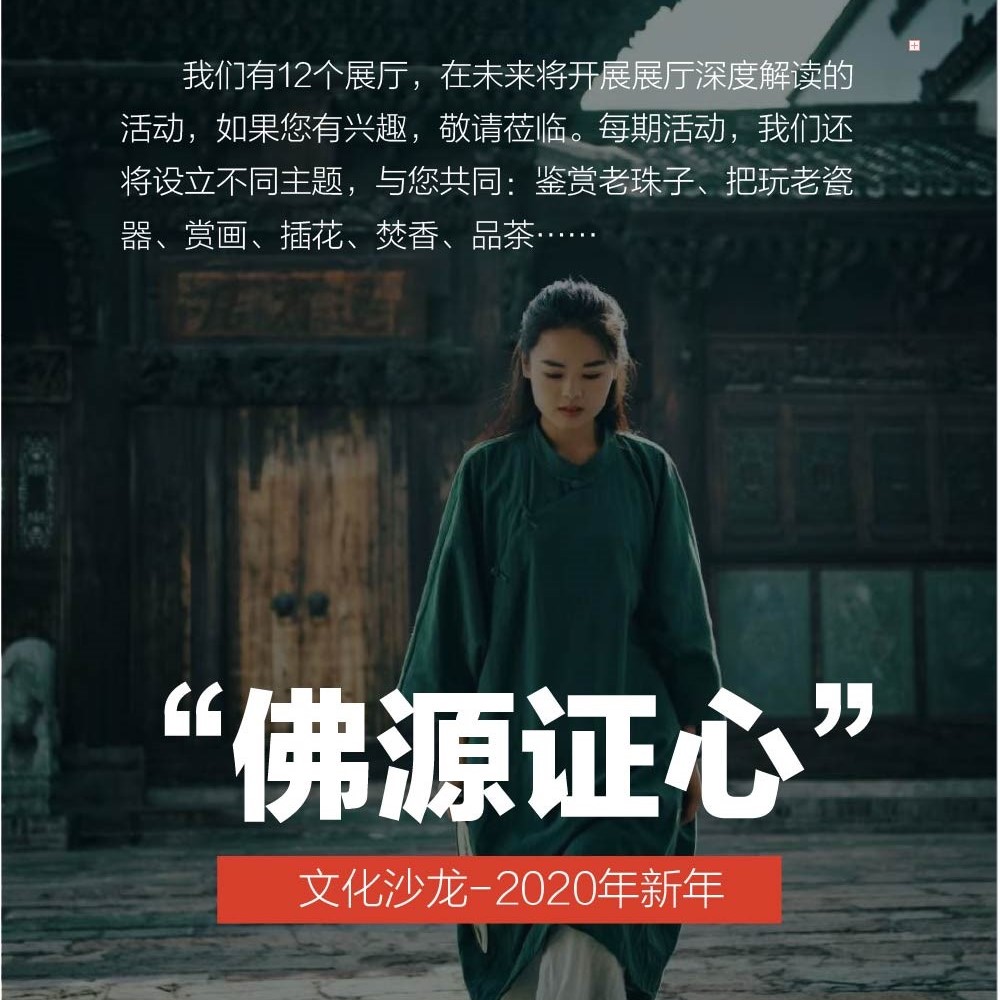 我们有12个展厅，在未来将开展展厅深度解读的
活动，如果您有兴趣，敬请莅临。每期活动，我们还
将设立不同主题，与您共同：鉴赏老珠子、把玩老瓷
器、赏画、插花、焚香、品茶……
“佛源证心”
文化沙龙-2020年新年